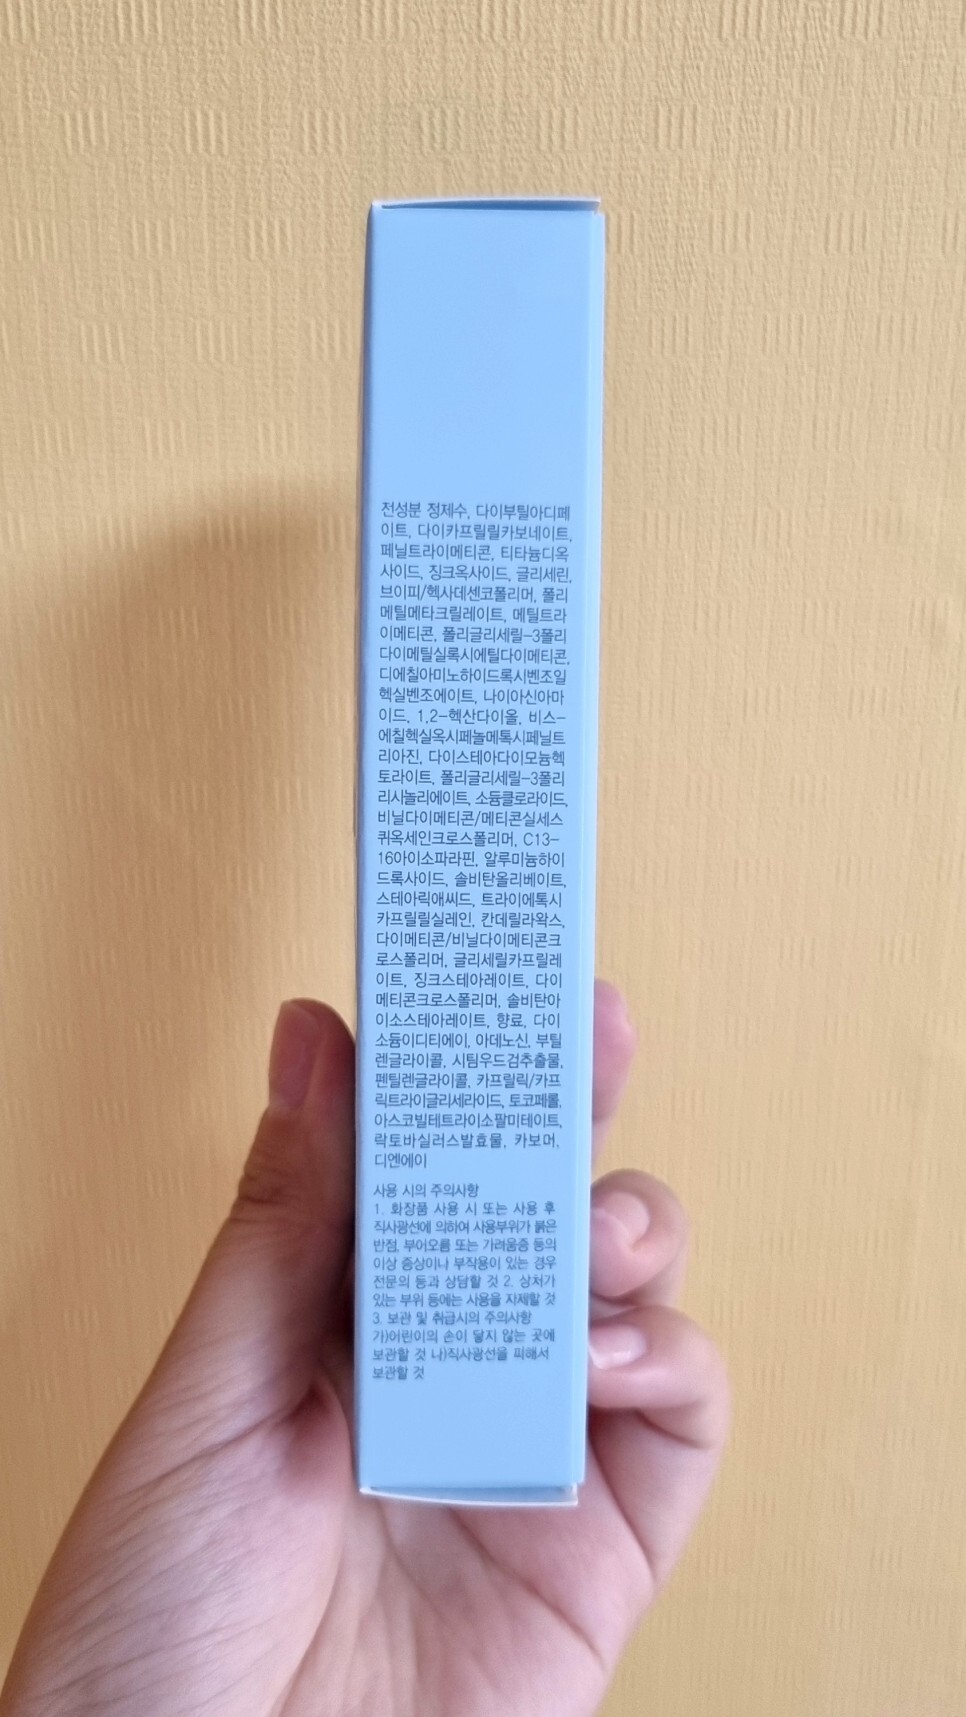 전성분 정제수, 다이부틸아디페
이트, 다이카프릴릴카보네이트,
페닐트라이메티콘, 티타늄디옥
사이드, 징크옥사이드, 글리세린,
브이피/헥사데센코폴리머, 폴리
메틸메타크릴레이트, 메틸트라
이메티콘, 폴리글리세릴-3폴리
다이메틸실록시에틸다이메티콘,
디에칠아미노하이드록시벤조일
헥실벤조에이트, 나이아신아마
이드, 1,2-헥산다이올, 비스-
에칠헥실옥시페놀메톡시페닐트
리아진, 다이스테아다이모늄헥
토라이트, 폴리글리세릴-3폴리
리시놀리에이트, 소듐클로라이드,
비닐다이메티콘/메티콘실세스
퀴옥세인크로스폴리머, C13-
16아이소파라핀, 알루미늄하이
드록사이드, 솔비탄올리베이트,
스테아릭애씨드, 트라이에톡시
카프릴릴실레인, 칸데릴라왁스,
다이메티콘/비닐다이메티콘크
로스폴리머, 글리세릴카프릴레
이트, 징크스테아레이트, 다이
메티콘크로스폴리머, 솔비탄아
이소스테아레이트, 향료, 다이
소듐이디티에이, 아데노신, 부틸
렌글라이콜, 시팀우드검추출물,
펜틸렌글라이콜, 카프릴릭/카프
릭트라이글리세라이드, 토코페롤,
아스코빌테트라이소팔미테이트,
락토바실러스발효물, 카보머,
디엔에이
사용 시의 주의사항
1. 화장품 사용 시 또는 사용 후
직사광선에 의하여 사용부위가 붉은
반점, 부어오름 또는 가려움증 등의
이상 증상이나 부작용이 있는 경우
전문의 등과 상담할 것 2. 상처가
있는 부위 등에는 사용을 자제할 것
3. 보관 및 취급시의 주의사항
가)어린이의 손이 닿지 않는 곳에
보관할 것 나)직사광선을 피해서
보관할 것